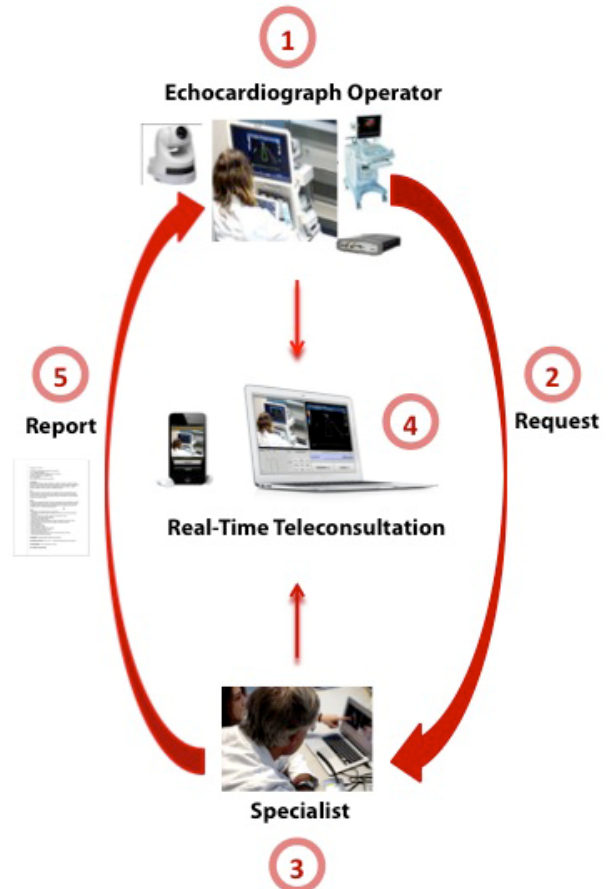 1
Echocardiograph Operator
5
Report
2
Request
4
Real-Time Teleconsultation
Specialist
3